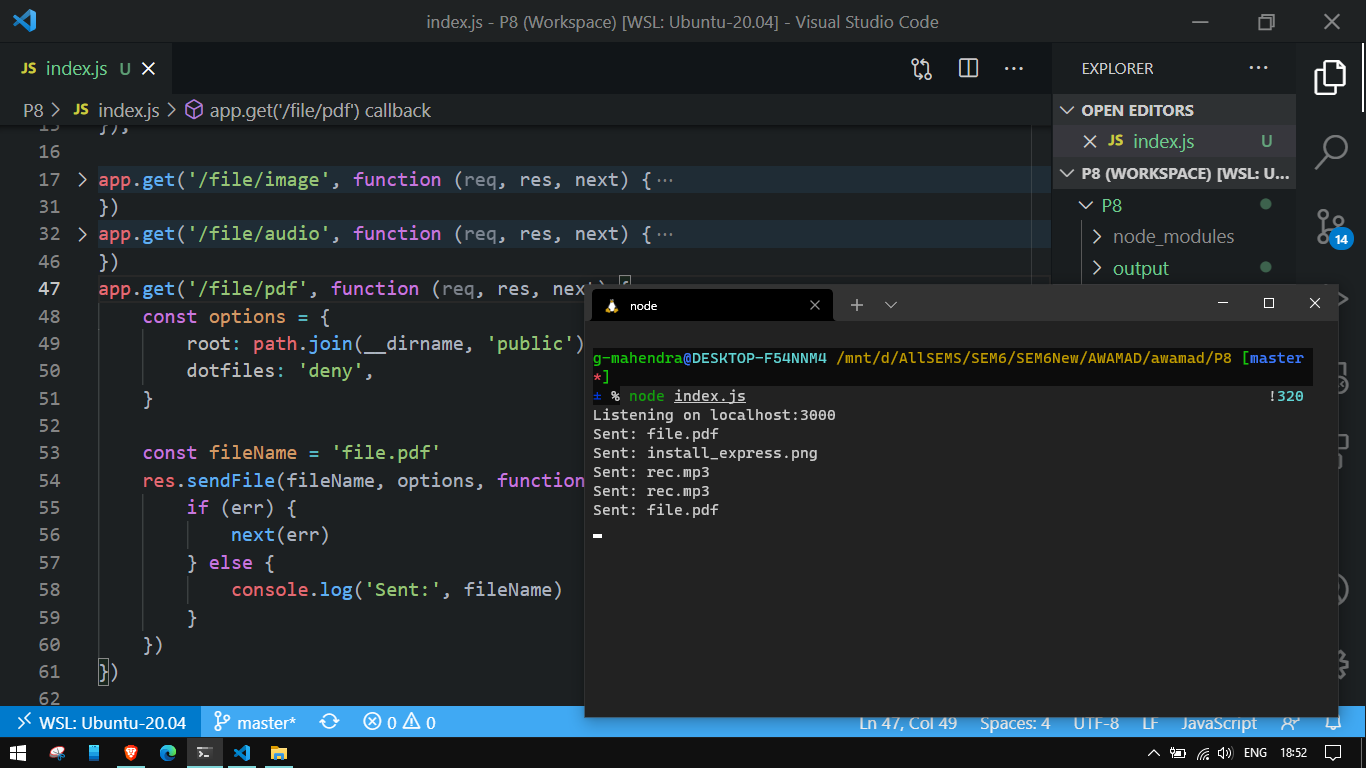 index.js - P8 (Workspace) [WSL: Ubuntu-20.04] - Visual Studio Code
JS index.js U
P8 > JS index.js > app.get('/file/pdf') callback
15 });
16
17 app.get('/file/image', function (req, res, next) {···
31 })
32 app.get('/file/audio', function (req, res, next) {···
46 })
47 app.get('/file/pdf', function (req, res, next) {
48 const options = {
49 root: path.join(__dirname, 'public')
50 dotfiles: 'deny',
51 }
52
53 const fileName = 'file.pdf'
54 res.sendFile(fileName, options, function
55 if (err) {
56 next(err)
57 } else {
58 console.log('Sent:', fileName)
59 }
60 })
61 })
62
EXPLORER
OPEN EDITORS
JS index.js U
P8 (WORKSPACE) [WSL: U...
P8
node_modules
output
14
node
g-mahendra@DESKTOP-F54NNM4 /mnt/d/AllSEMS/SEM6/SEM6New/AWAMAD/awamad/P8 [master
*]
± % node index.js !320
Listening on localhost:3000
Sent: file.pdf
Sent: install_express.png
Sent: rec.mp3
Sent: rec.mp3
Sent: file.pdf
WSL: Ubuntu-20.04 master* 0 0 Ln 47, Col 49 Spaces: 4 UTF-8 LF JavaScript
ENG 18:52